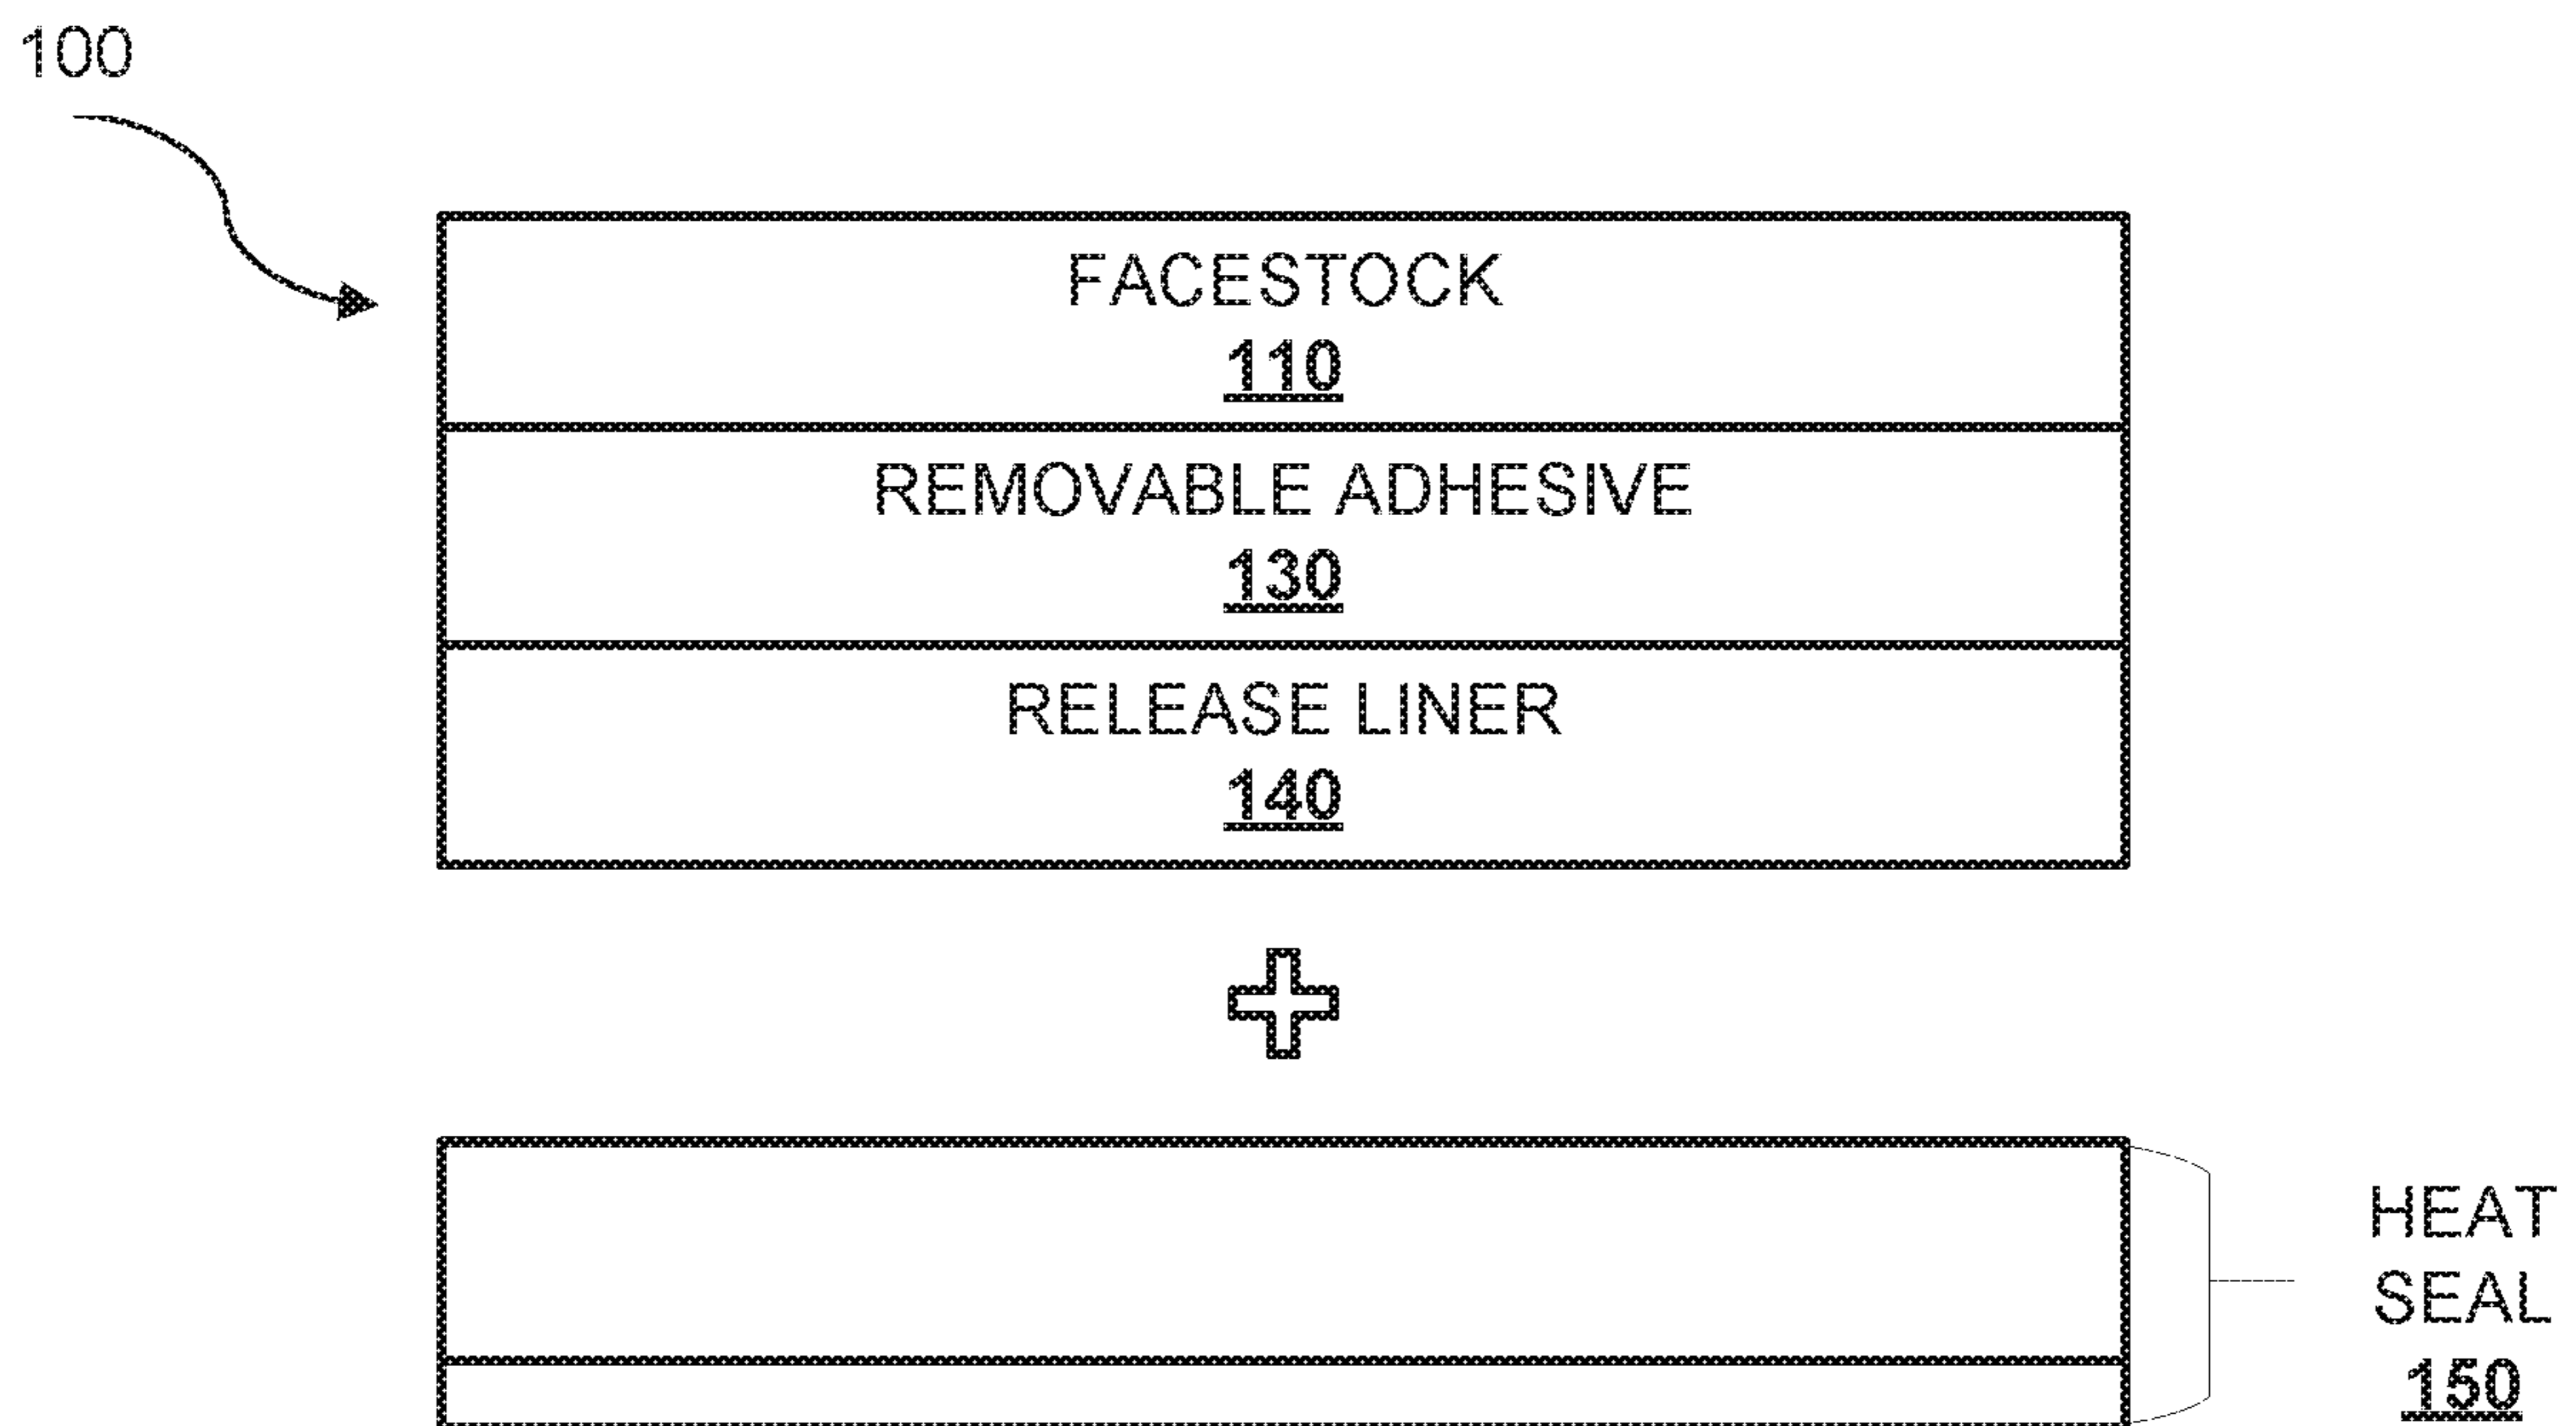 100
FACESTOCK
110
REMOVABLE ADHESIVE
130
RELEASE LINER
140
HEAT
SEAL
150